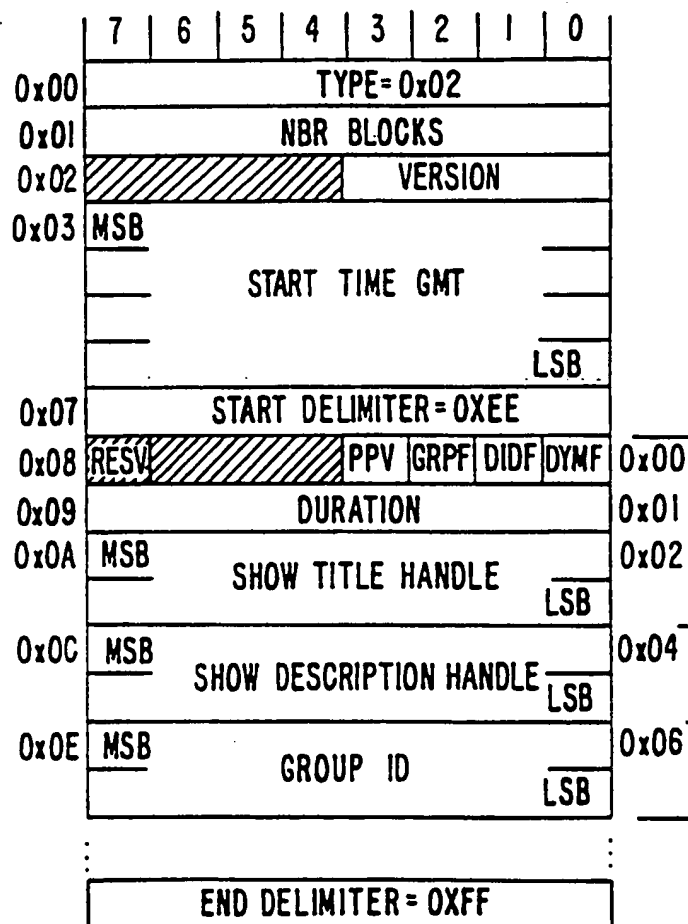 7 6 5 4 3 2 1 0
0x00 TYPE=0x02
0x01 NBR BLOCKS
0x02 VERSION
0x03 MSB
START TIME GMT
LSB
0x07 START DELIMITER=0XEE
0x08 RESV PPV GRPF DIDF DYMF 0x00
0x09 DURATION 0x01
0x0A MSB 0x02
SHOW TITLE HANDLE
LSB
0x0C MSB 0x04
SHOW DESCRIPTION HANDLE
LSB
0x0E MSB 0x06
GROUP ID
LSB
END DELIMITER=0XFF